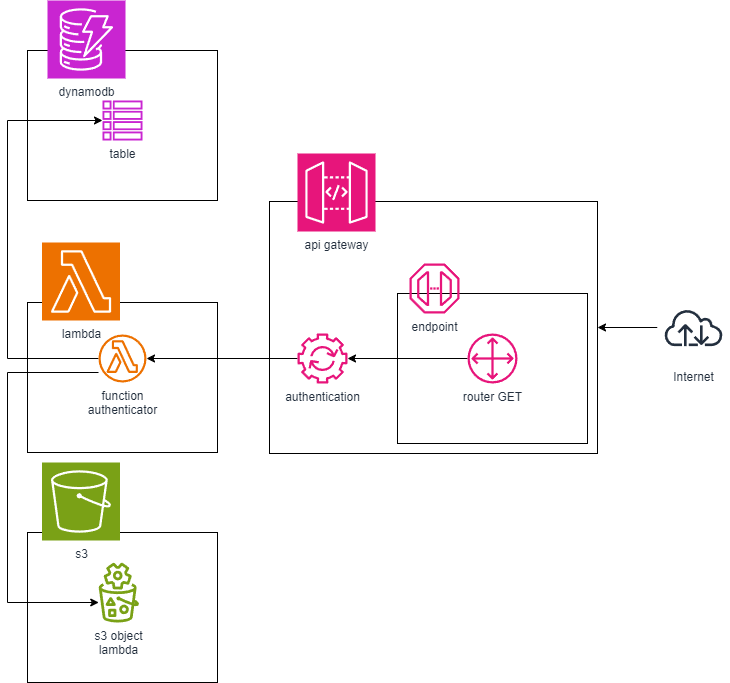 dynamodb
table
api gateway
lambda
endpoint
Internet
function
authenticator
authentication
router GET
s3
s3 object
lambda